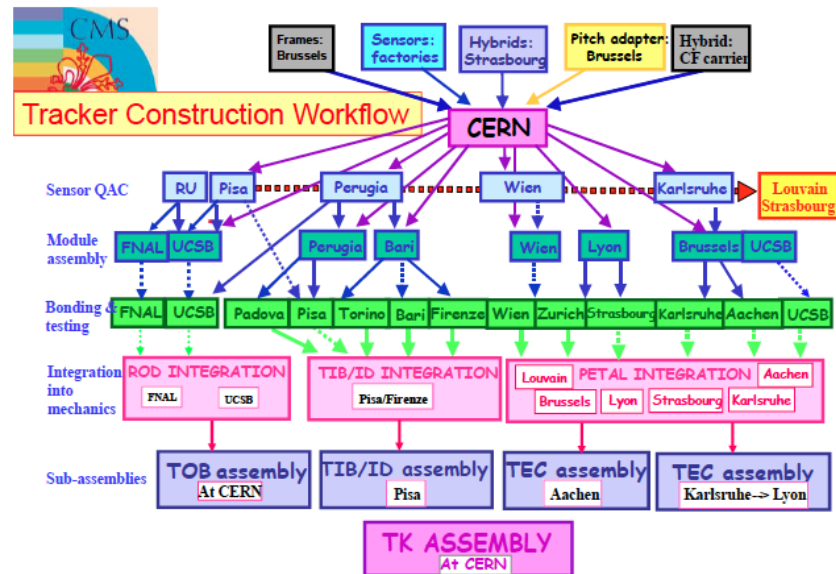 CMS
Tracker Construction Workflow
Frames:
Brussels
Sensors:
factories
Hybrids:
Strasbourg
Pitch adapter:
Brussels
Hybrid:
CF carrier
CERN
Sensor QAC
RU
Pisa
Perugia
Wien
Karlsruhe
Louvain
Strasbourg
Module
assembly
FNAL
UCSB
Perugia
Bari
Wien
Lyon
Brussels
UCSB
Bonding &
testing
FNAL
UCSB
Padova
Pisa
Torino
Bari
Firenze
Wien
Zurich
Strasbourg
Karlsruhe
Aachen
UCSB
Integration
into
mechanics
ROD INTEGRATION
FNAL
UCSB
TIB/ID INTEGRATION
Pisa/Firenze
Louvain
PETAL INTEGRATION
Aachen
Brussels
Lyon
Strasbourg
Karlsruhe
Sub-assemblies
TOB assembly
At CERN
TIB/ID assembly
Pisa
TEC assembly
Aachen
TEC assembly
Karlsruhe--> Lyon
TK ASSEMBLY
At CERN